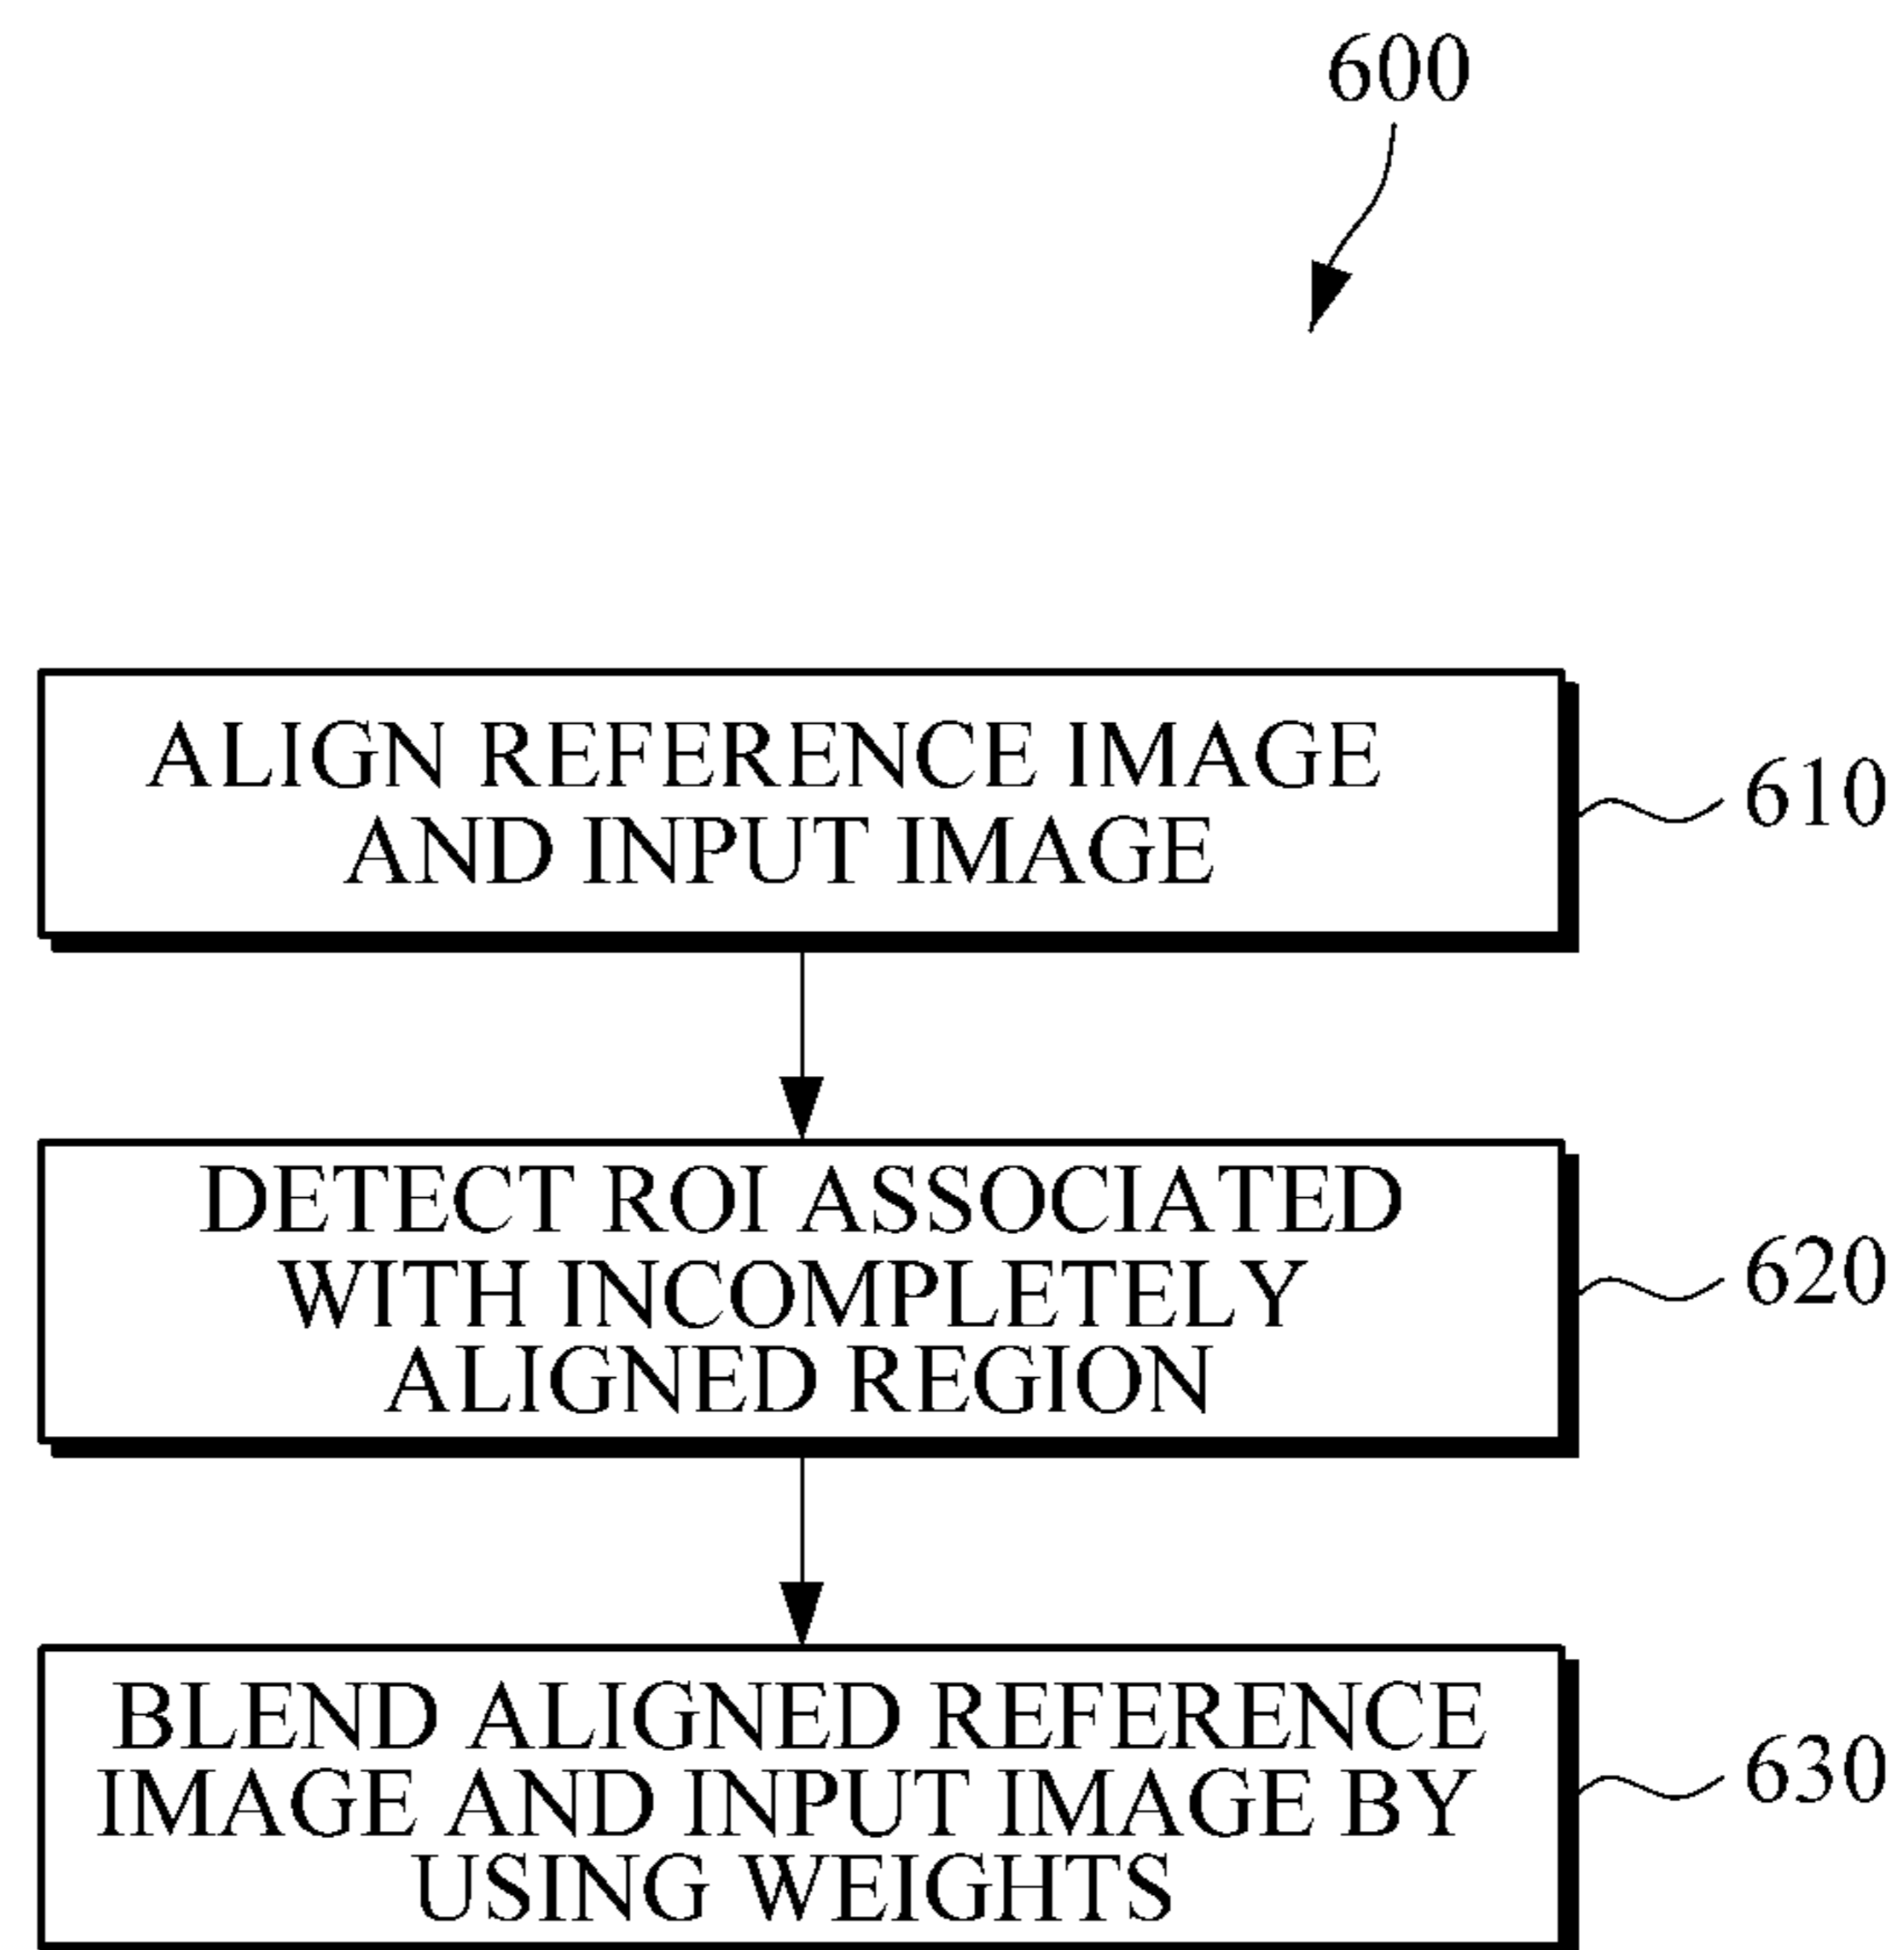 600
ALIGN REFERENCE IMAGE
AND INPUT IMAGE
610
DETECT ROI ASSOCIATED
WITH INCOMPLETELY
ALIGNED REGION
620
BLEND ALIGNED REFERENCE
IMAGE AND INPUT IMAGE BY
USING WEIGHTS
630